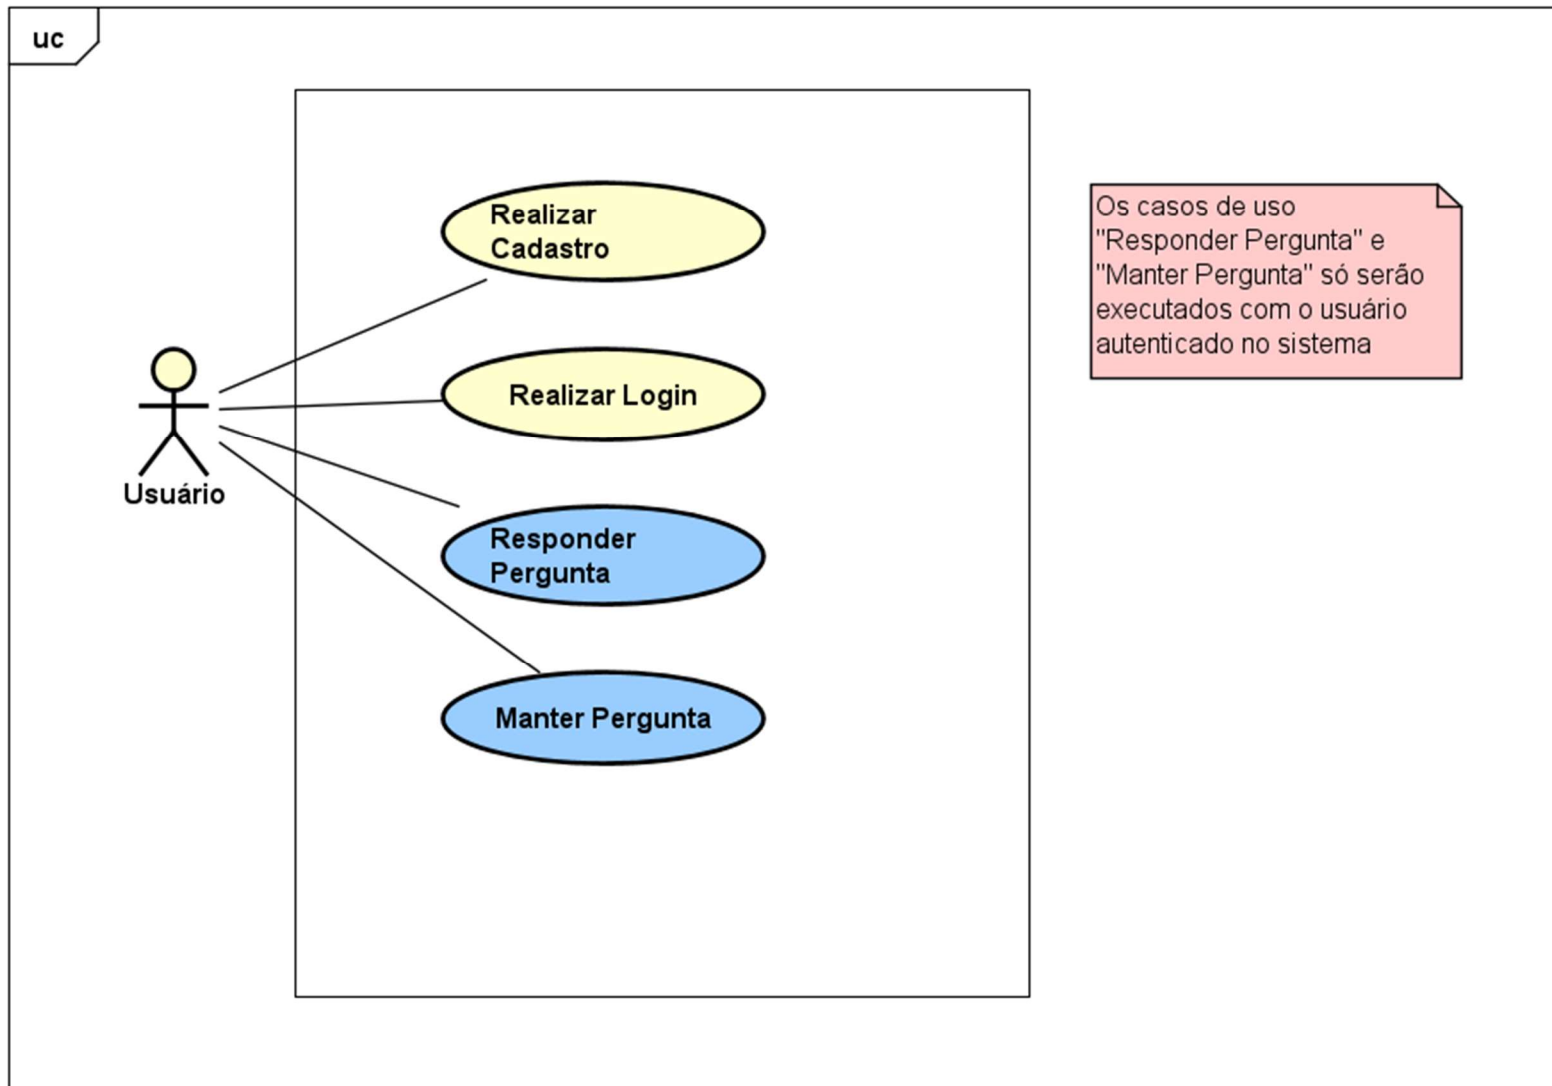 uc
Realizar
Cadastro
Realizar Login
Responder
Pergunta
Manter Pergunta
Usuário
Os casos de uso
"Responder Pergunta" e
"Manter Pergunta" só serão
executados com o usuário
autenticado no sistema